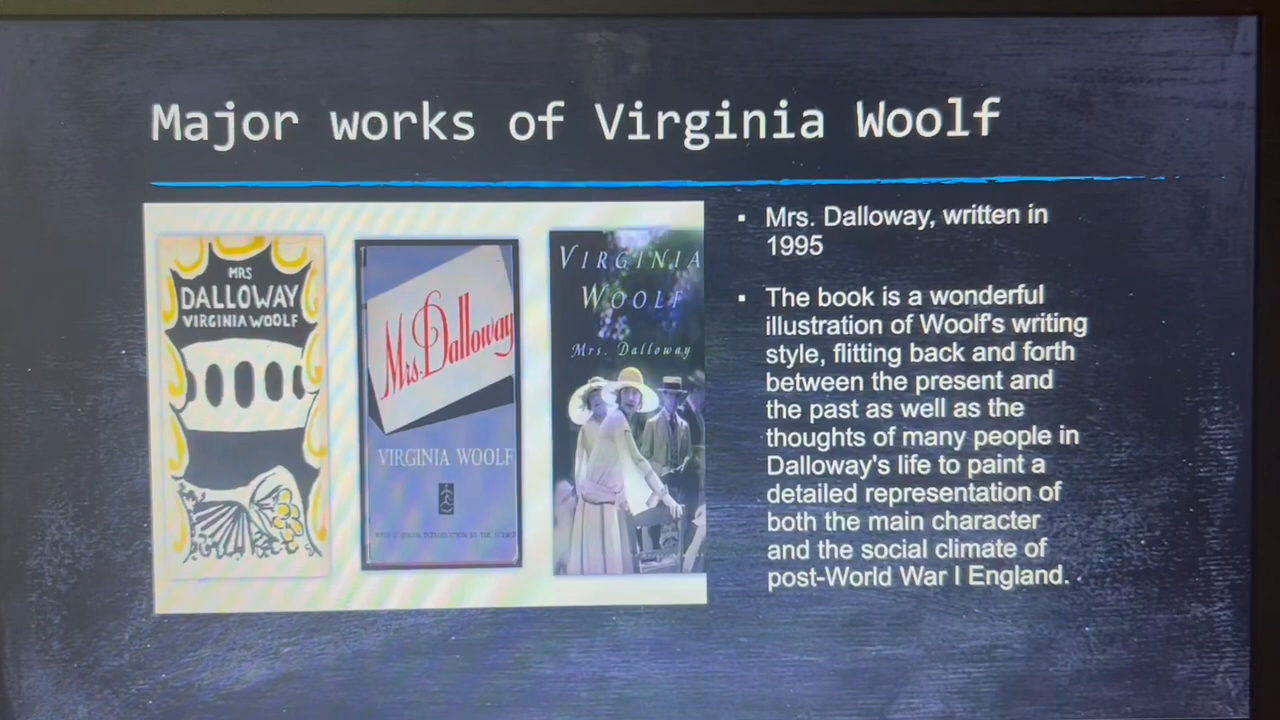 Major works of Virginia Woolf
MRS
DALLOWAY
VIRGINIA WOOLF
Mrs. Dalloway
VIRGINIA WOOLF
VIRGINIA
WOOLF
Mrs. Dalloway
▪ Mrs. Dalloway, written in
1995
▪ The book is a wonderful
illustration of Woolf's writing
style, flitting back and forth
between the present and
the past as well as the
thoughts of many people in
Dalloway's life to paint a
detailed representation of
both the main character
and the social climate of
post-World War I England.